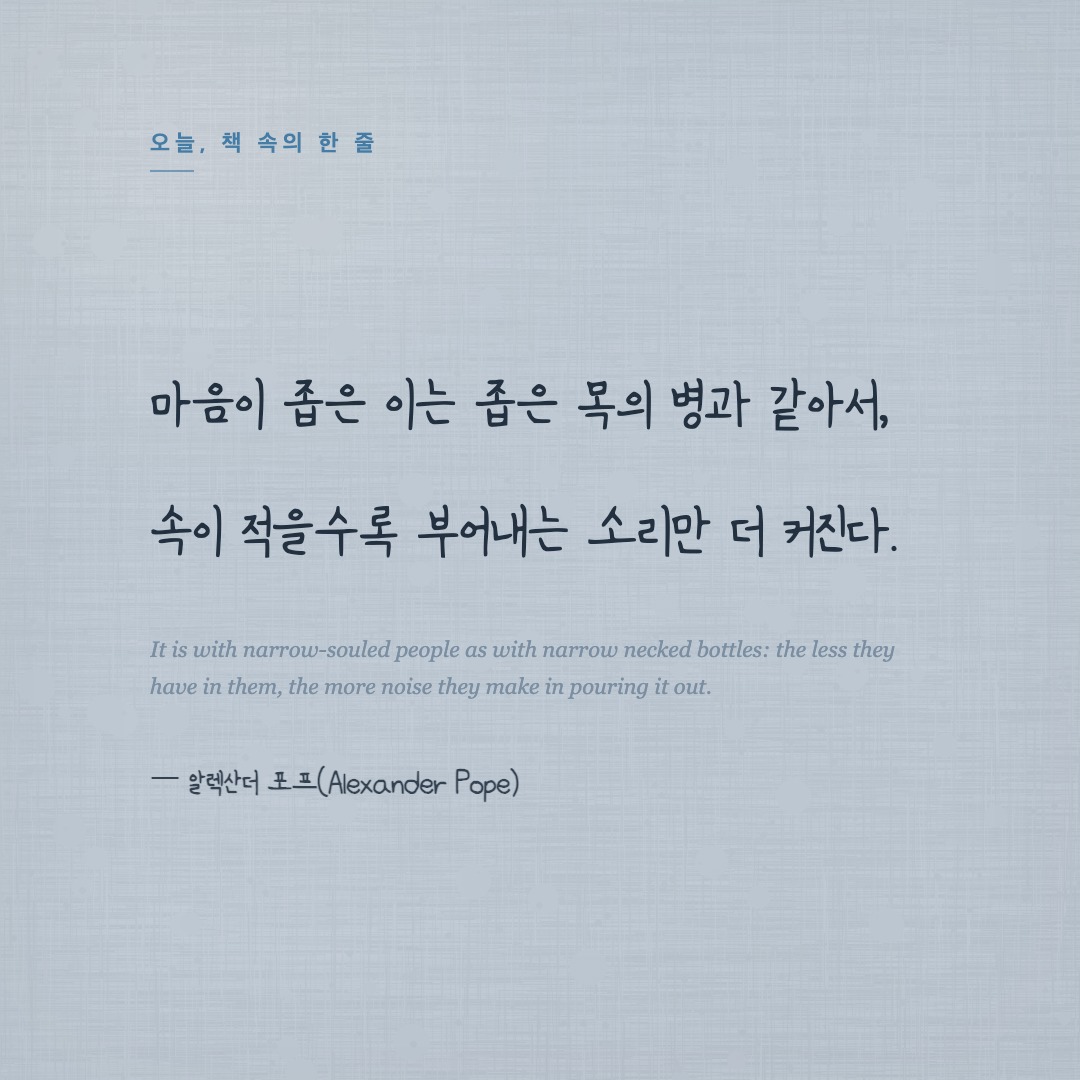 오늘, 책 속의 한 줄
마음이 좁은 이는 좁은 목의 병과 같아서,
속이 적을수록 부어내는 소리만 더 커진다.
It is with narrow-souled people as with narrow necked bottles: the less they
have in them, the more noise they make in pouring it out.
— 알렉산더 포프(Alexander Pope)